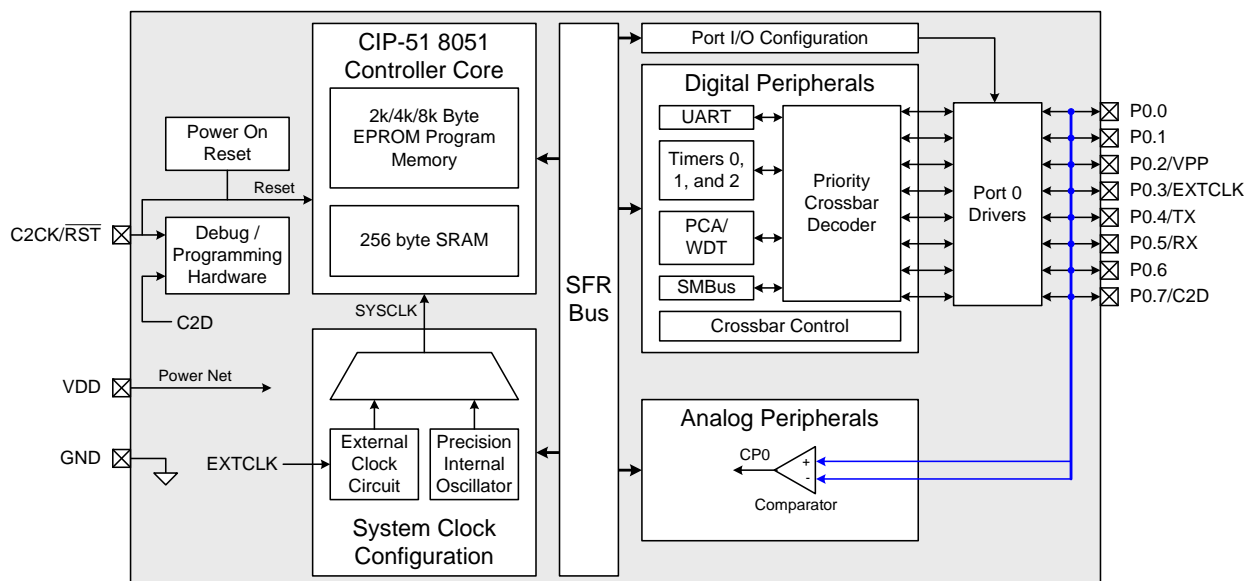 CIP-51 8051
Controller Core
2k/4k/8k Byte
EPROM Program
Memory
256 byte SRAM
Power On
Reset
Reset
C2CK/RST
Debug /
Programming
Hardware
C2D
SYSCLK
VDD
Power Net
GND
EXTCLK
External
Clock
Circuit
Precision
Internal
Oscillator
System Clock
Configuration
SFR
Bus
Port I/O Configuration
Digital Peripherals
UART
Timers 0,
1, and 2
PCA/
WDT
SMBus
Priority
Crossbar
Decoder
Crossbar Control
Port 0
Drivers
P0.0
P0.1
P0.2/VPP
P0.3/EXTCLK
P0.4/TX
P0.5/RX
P0.6
P0.7/C2D
Analog Peripherals
CP0
+
-
Comparator